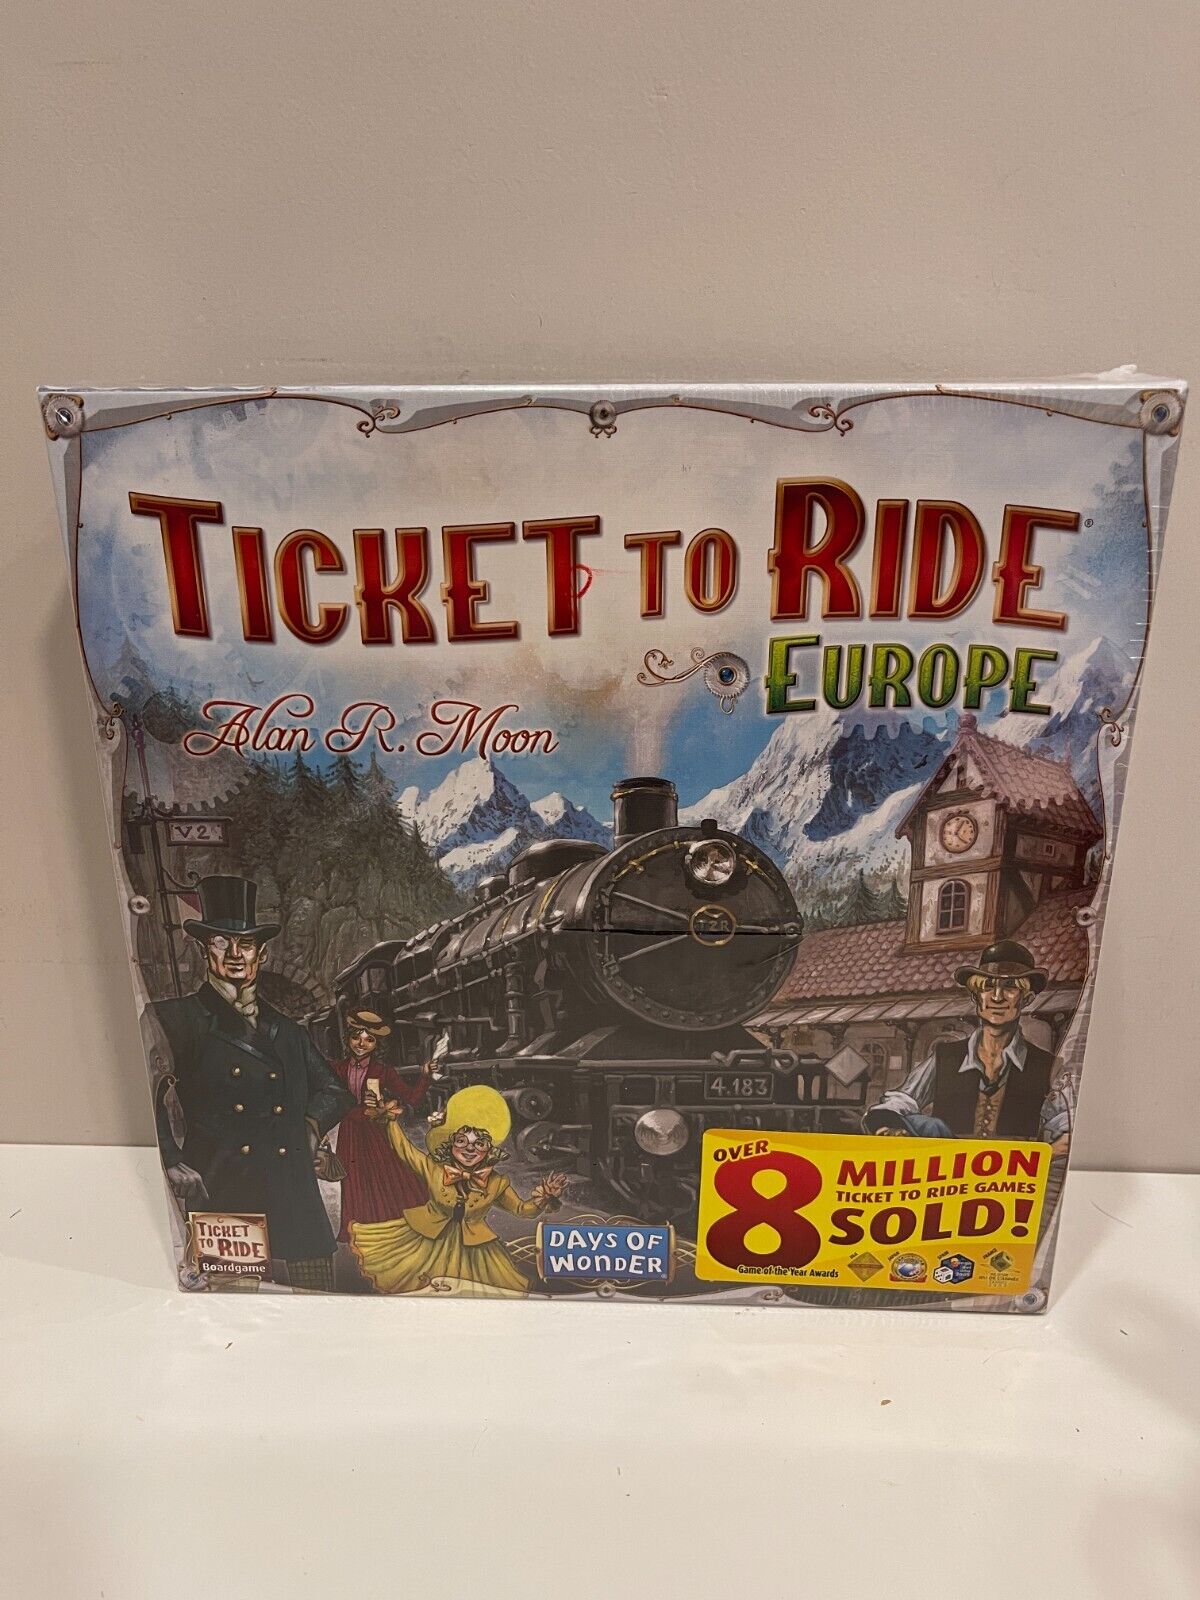 TICKET TO RIDE®
EUROPE
Alan R. Moon
V2
TZR
4.183
OVER
8 MILLION
TICKET TO RIDE GAMES
SOLD!
Game of the Year Awards
TICKET
TO RIDE
Boardgame
DAYS OF
WONDER®